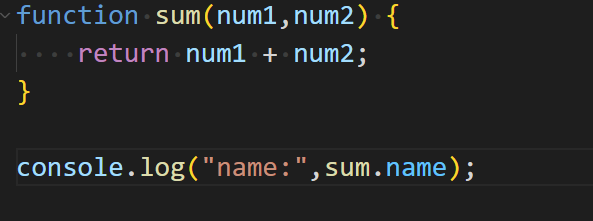 function sum(num1,num2) {
    return num1 + num2;
}
console.log("name:",sum.name);